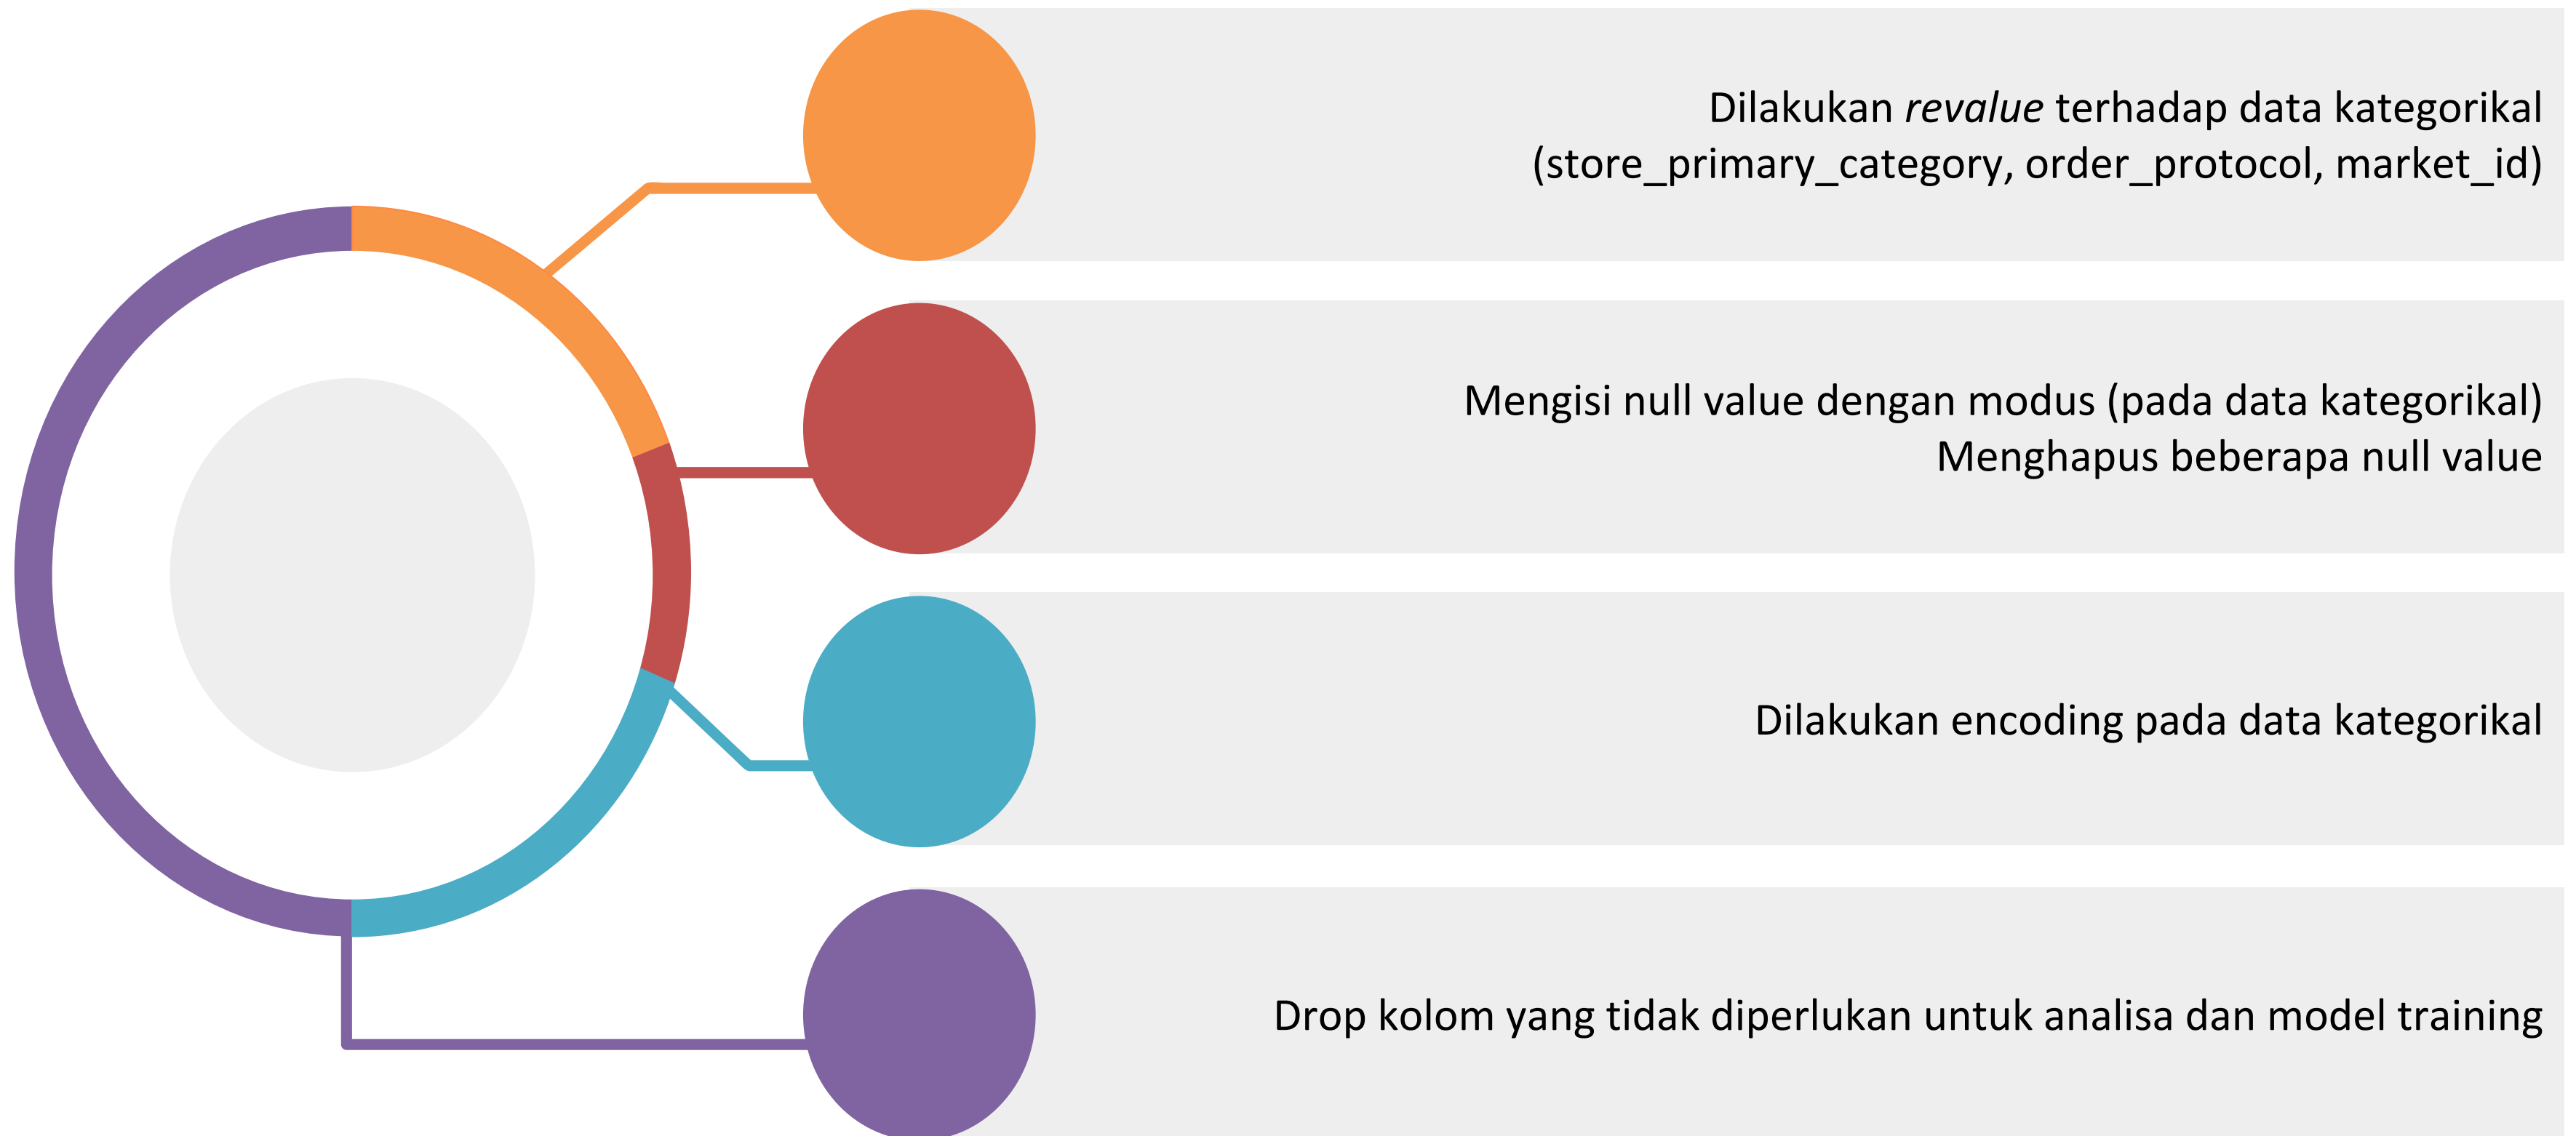 Dilakukan revalue terhadap data kategorikal
(store_primary_category, order_protocol, market_id)
Mengisi null value dengan modus (pada data kategorikal)
Menghapus beberapa null value
Dilakukan encoding pada data kategorikal
Drop kolom yang tidak diperlukan untuk analisa dan model training